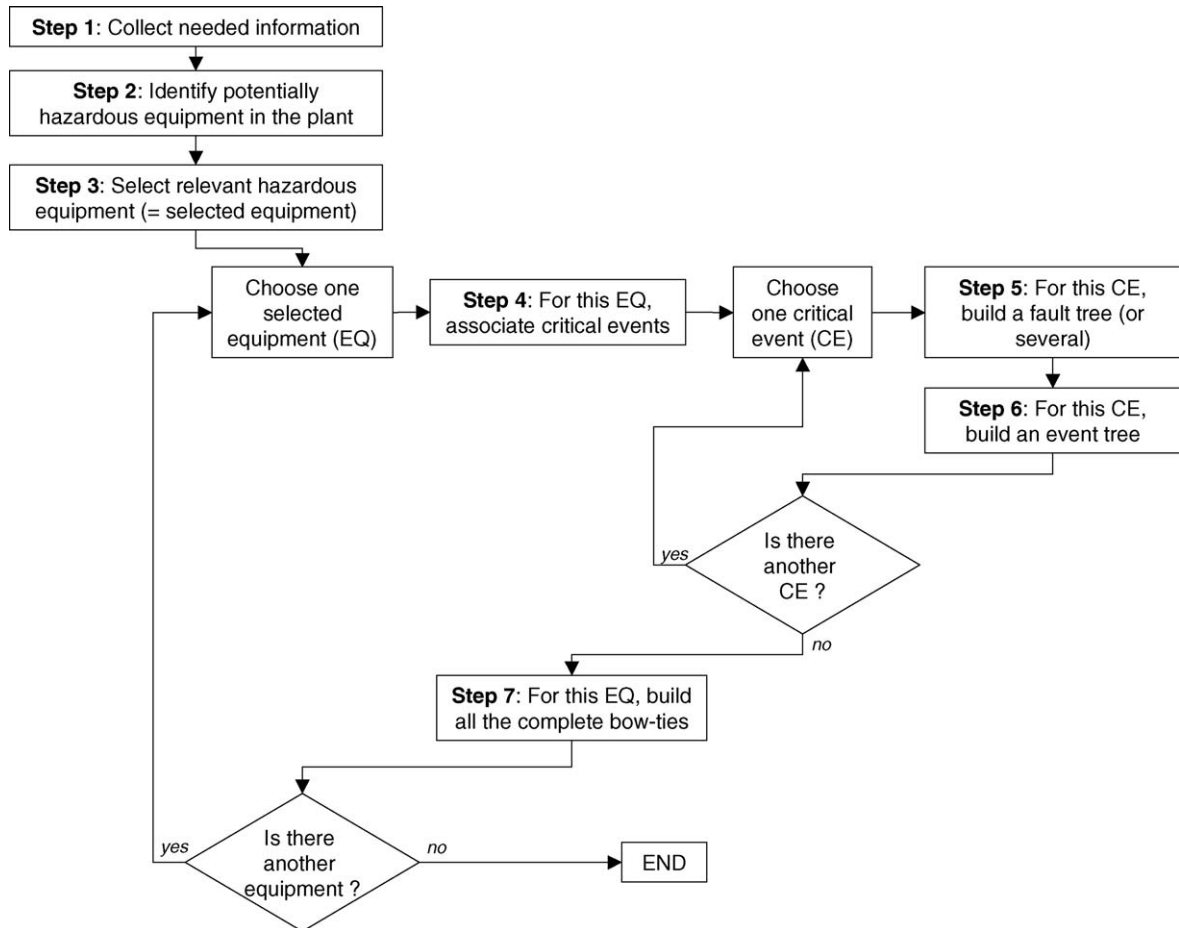 Step 1: Collect needed information
Step 2: Identify potentially
hazardous equipment in the plant
Step 3: Select relevant hazardous
equipment (= selected equipment)
Choose one
selected
equipment (EQ)
Step 4: For this EQ,
associate critical events
Choose
one critical
event (CE)
Step 5: For this CE,
build a fault tree (or
several)
Step 6: For this CE,
build an event tree
Is there
another
CE ?
yes
no
Step 7: For this EQ, build
all the complete bow-ties
Is there
another
equipment ?
yes
no
END